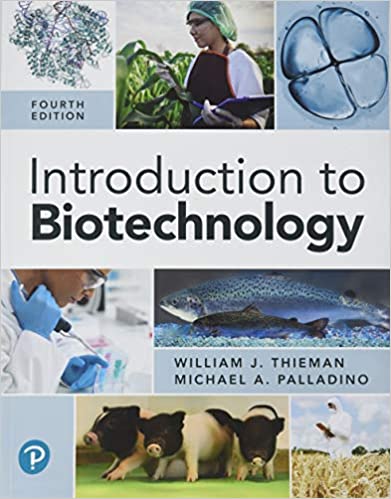 FOURTH
EDITION
Introduction to
Biotechnology
WILLIAM J. THIEMAN
MICHAEL A. PALLADINO
P